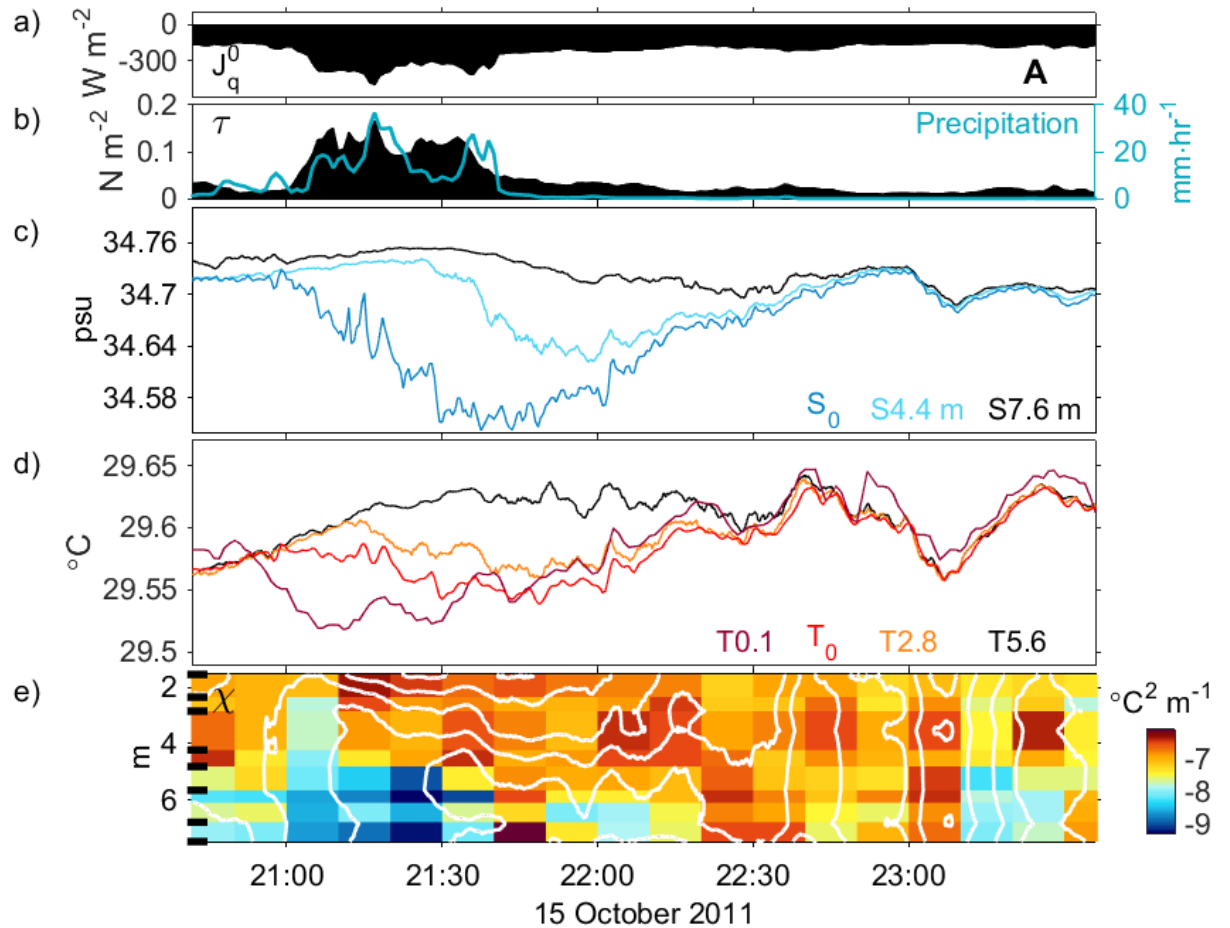 a)
W m-2
0
-300
Jq0
A
b)
N m-2
0.2
0.1
0
τ
Precipitation
40
20
0
mm·hr-1
c)
psu
34.76
34.7
34.64
34.58
S0 S4.4 m S7.6 m
d)
°C
29.65
29.6
29.55
29.5
T0.1 T0 T2.8 T5.6
e)
m
2
4
6
χ
°C2 m-1
-7
-8
-9
21:00 21:30 22:00 22:30 23:00
15 October 2011